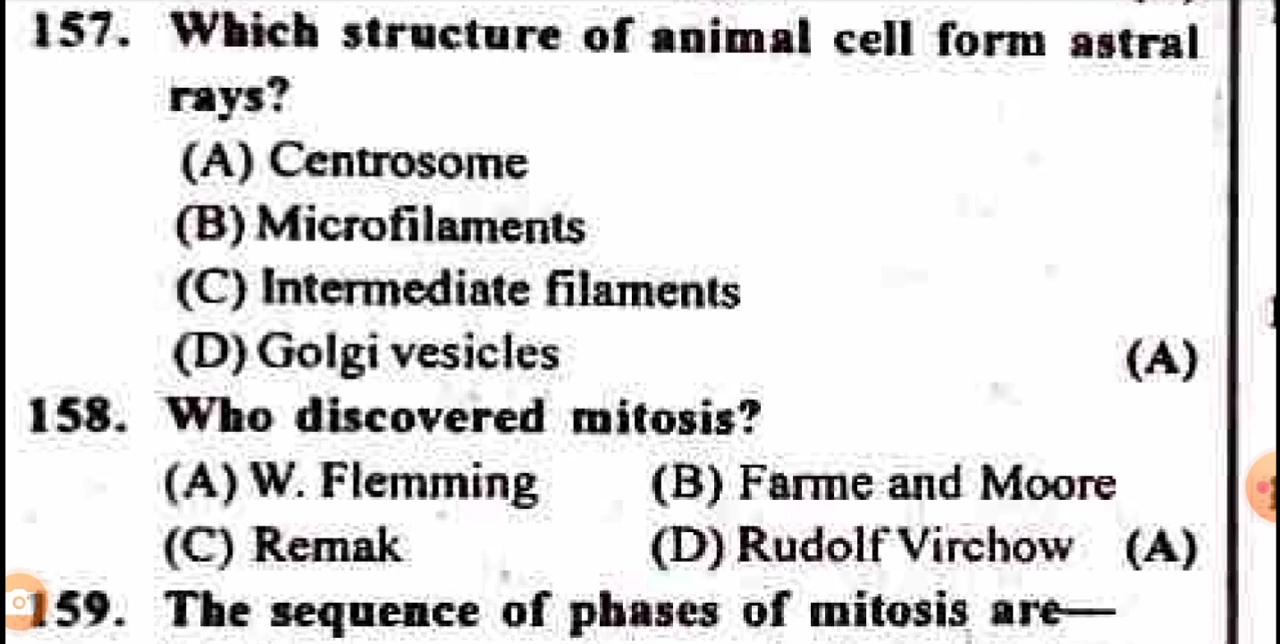 157. Which structure of animal cell form astral
rays?
(A) Centrosome
(B) Microfilaments
(C) Intermediate filaments
(D) Golgi vesicles (A)
158. Who discovered mitosis?
(A) W. Flemming (B) Farme and Moore
(C) Remak (D) Rudolf Virchow (A)
159. The sequence of phases of mitosis are—